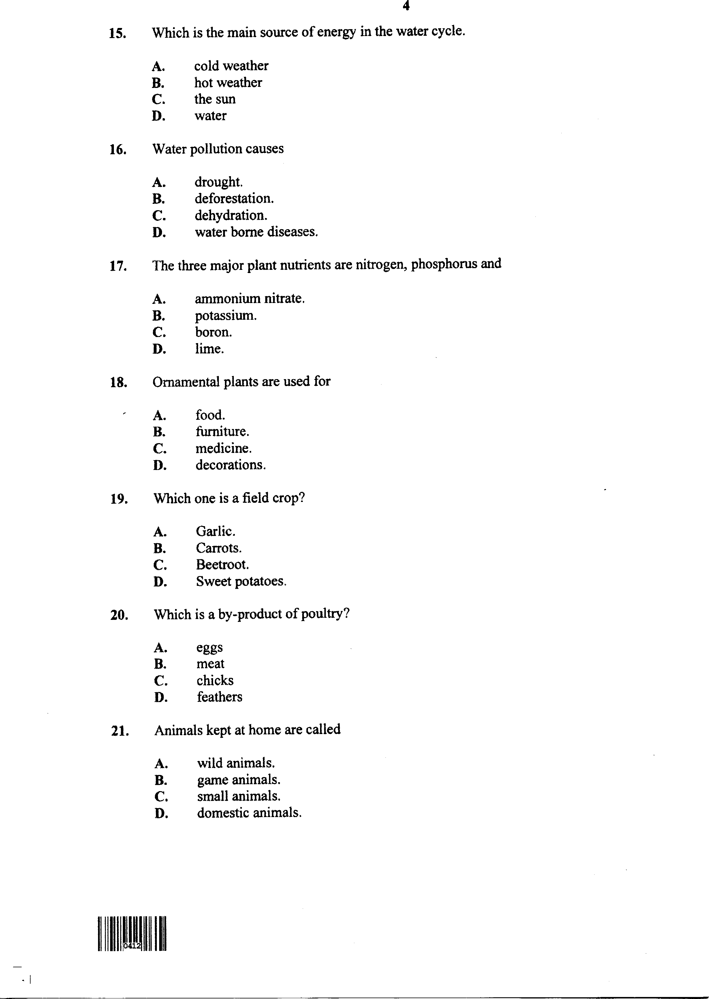 4
15. Which is the main source of energy in the water cycle.
A. cold weather
B. hot weather
C. the sun
D. water
16. Water pollution causes
A. drought.
B. deforestation.
C. dehydration.
D. water borne diseases.
17. The three major plant nutrients are nitrogen, phosphorus and
A. ammonium nitrate.
B. potassium.
C. boron.
D. lime.
18. Ornamental plants are used for
A. food.
B. furniture.
C. medicine.
D. decorations.
19. Which one is a field crop?
A. Garlic.
B. Carrots.
C. Beetroot.
D. Sweet potatoes.
20. Which is a by-product of poultry?
A. eggs
B. meat
C. chicks
D. feathers
21. Animals kept at home are called
A. wild animals.
B. game animals.
C. small animals.
D. domestic animals.
0412